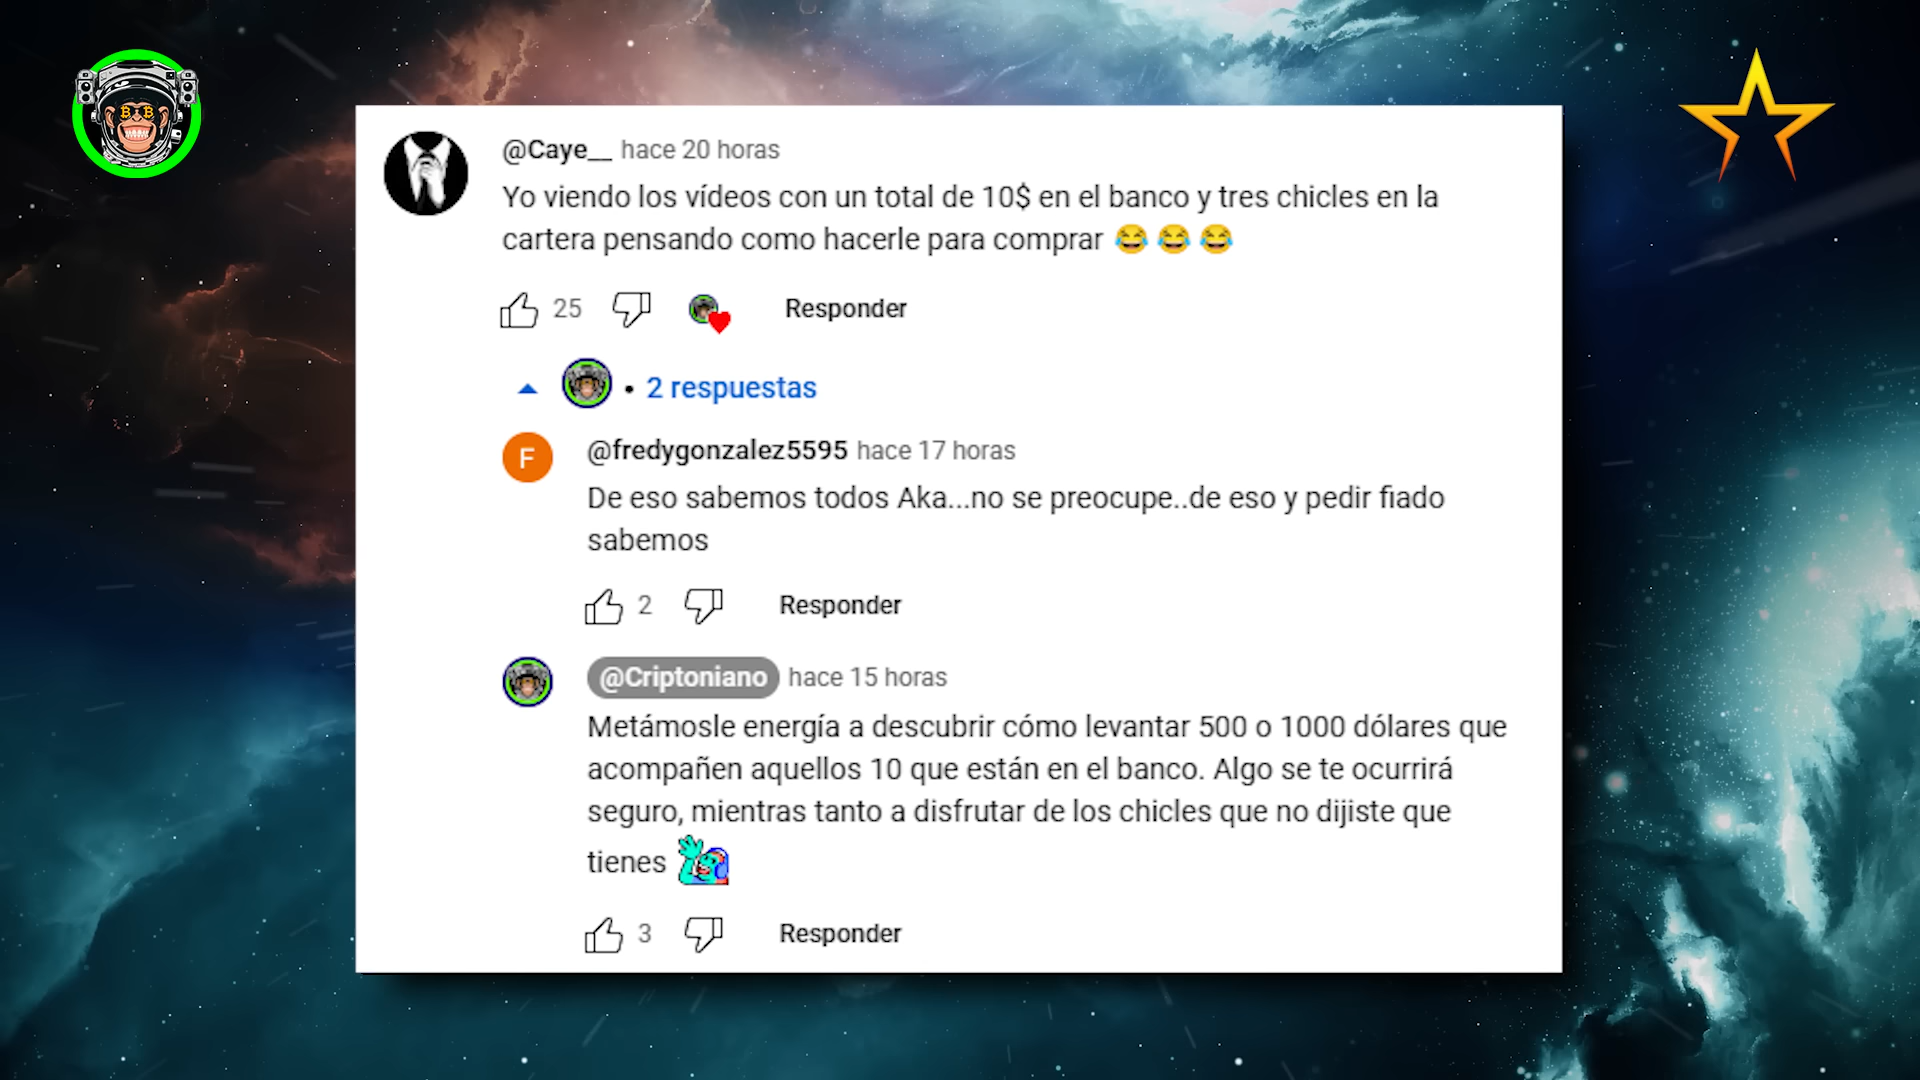 @Caye__ hace 20 horas
Yo viendo los vídeos con un total de 10$ en el banco y tres chicles en la
cartera pensando como hacerle para comprar 😂 😂 😂
25 Responder
• 2 respuestas
F
@fredygonzalez5595 hace 17 horas
De eso sabemos todos Aka...no se preocupe..de eso y pedir fiado
sabemos
2 Responder
@Criptoniano hace 15 horas
Metámosle energía a descubrir cómo levantar 500 o 1000 dólares que
acompañen aquellos 10 que están en el banco. Algo se te ocurrirá
seguro, mientras tanto a disfrutar de los chicles que no dijiste que
tienes
3 Responder